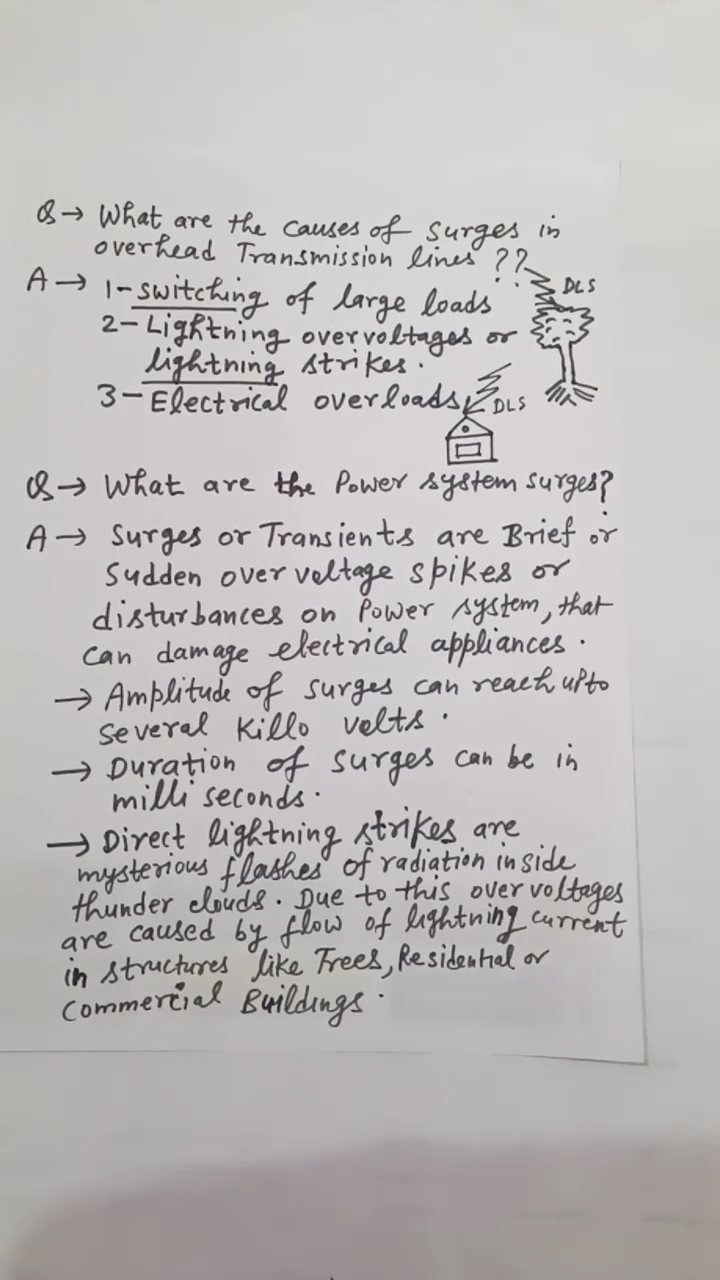 Q→ What are the causes of surges in
overhead Transmission lines ??
A→ 1-switching of large loads
DLS
2-Lightning overvoltages or
lightning strikes.
3-Electrical overloads
DLS
Q→ What are the Power system surges?
A→ Surges or Transients are Brief or
Sudden over voltage spikes or
disturbances on Power system, that
can damage electrical appliances.
→ Amplitude of surges can reach upto
several Killo volts.
→ Duration of surges can be in
milli seconds.
→ Direct lightning strikes are
mysterious flashes of radiation inside
thunder clouds. Due to this over voltages
are caused by flow of lightning current
in structures like Trees, Residential or
Commercial Buildings.